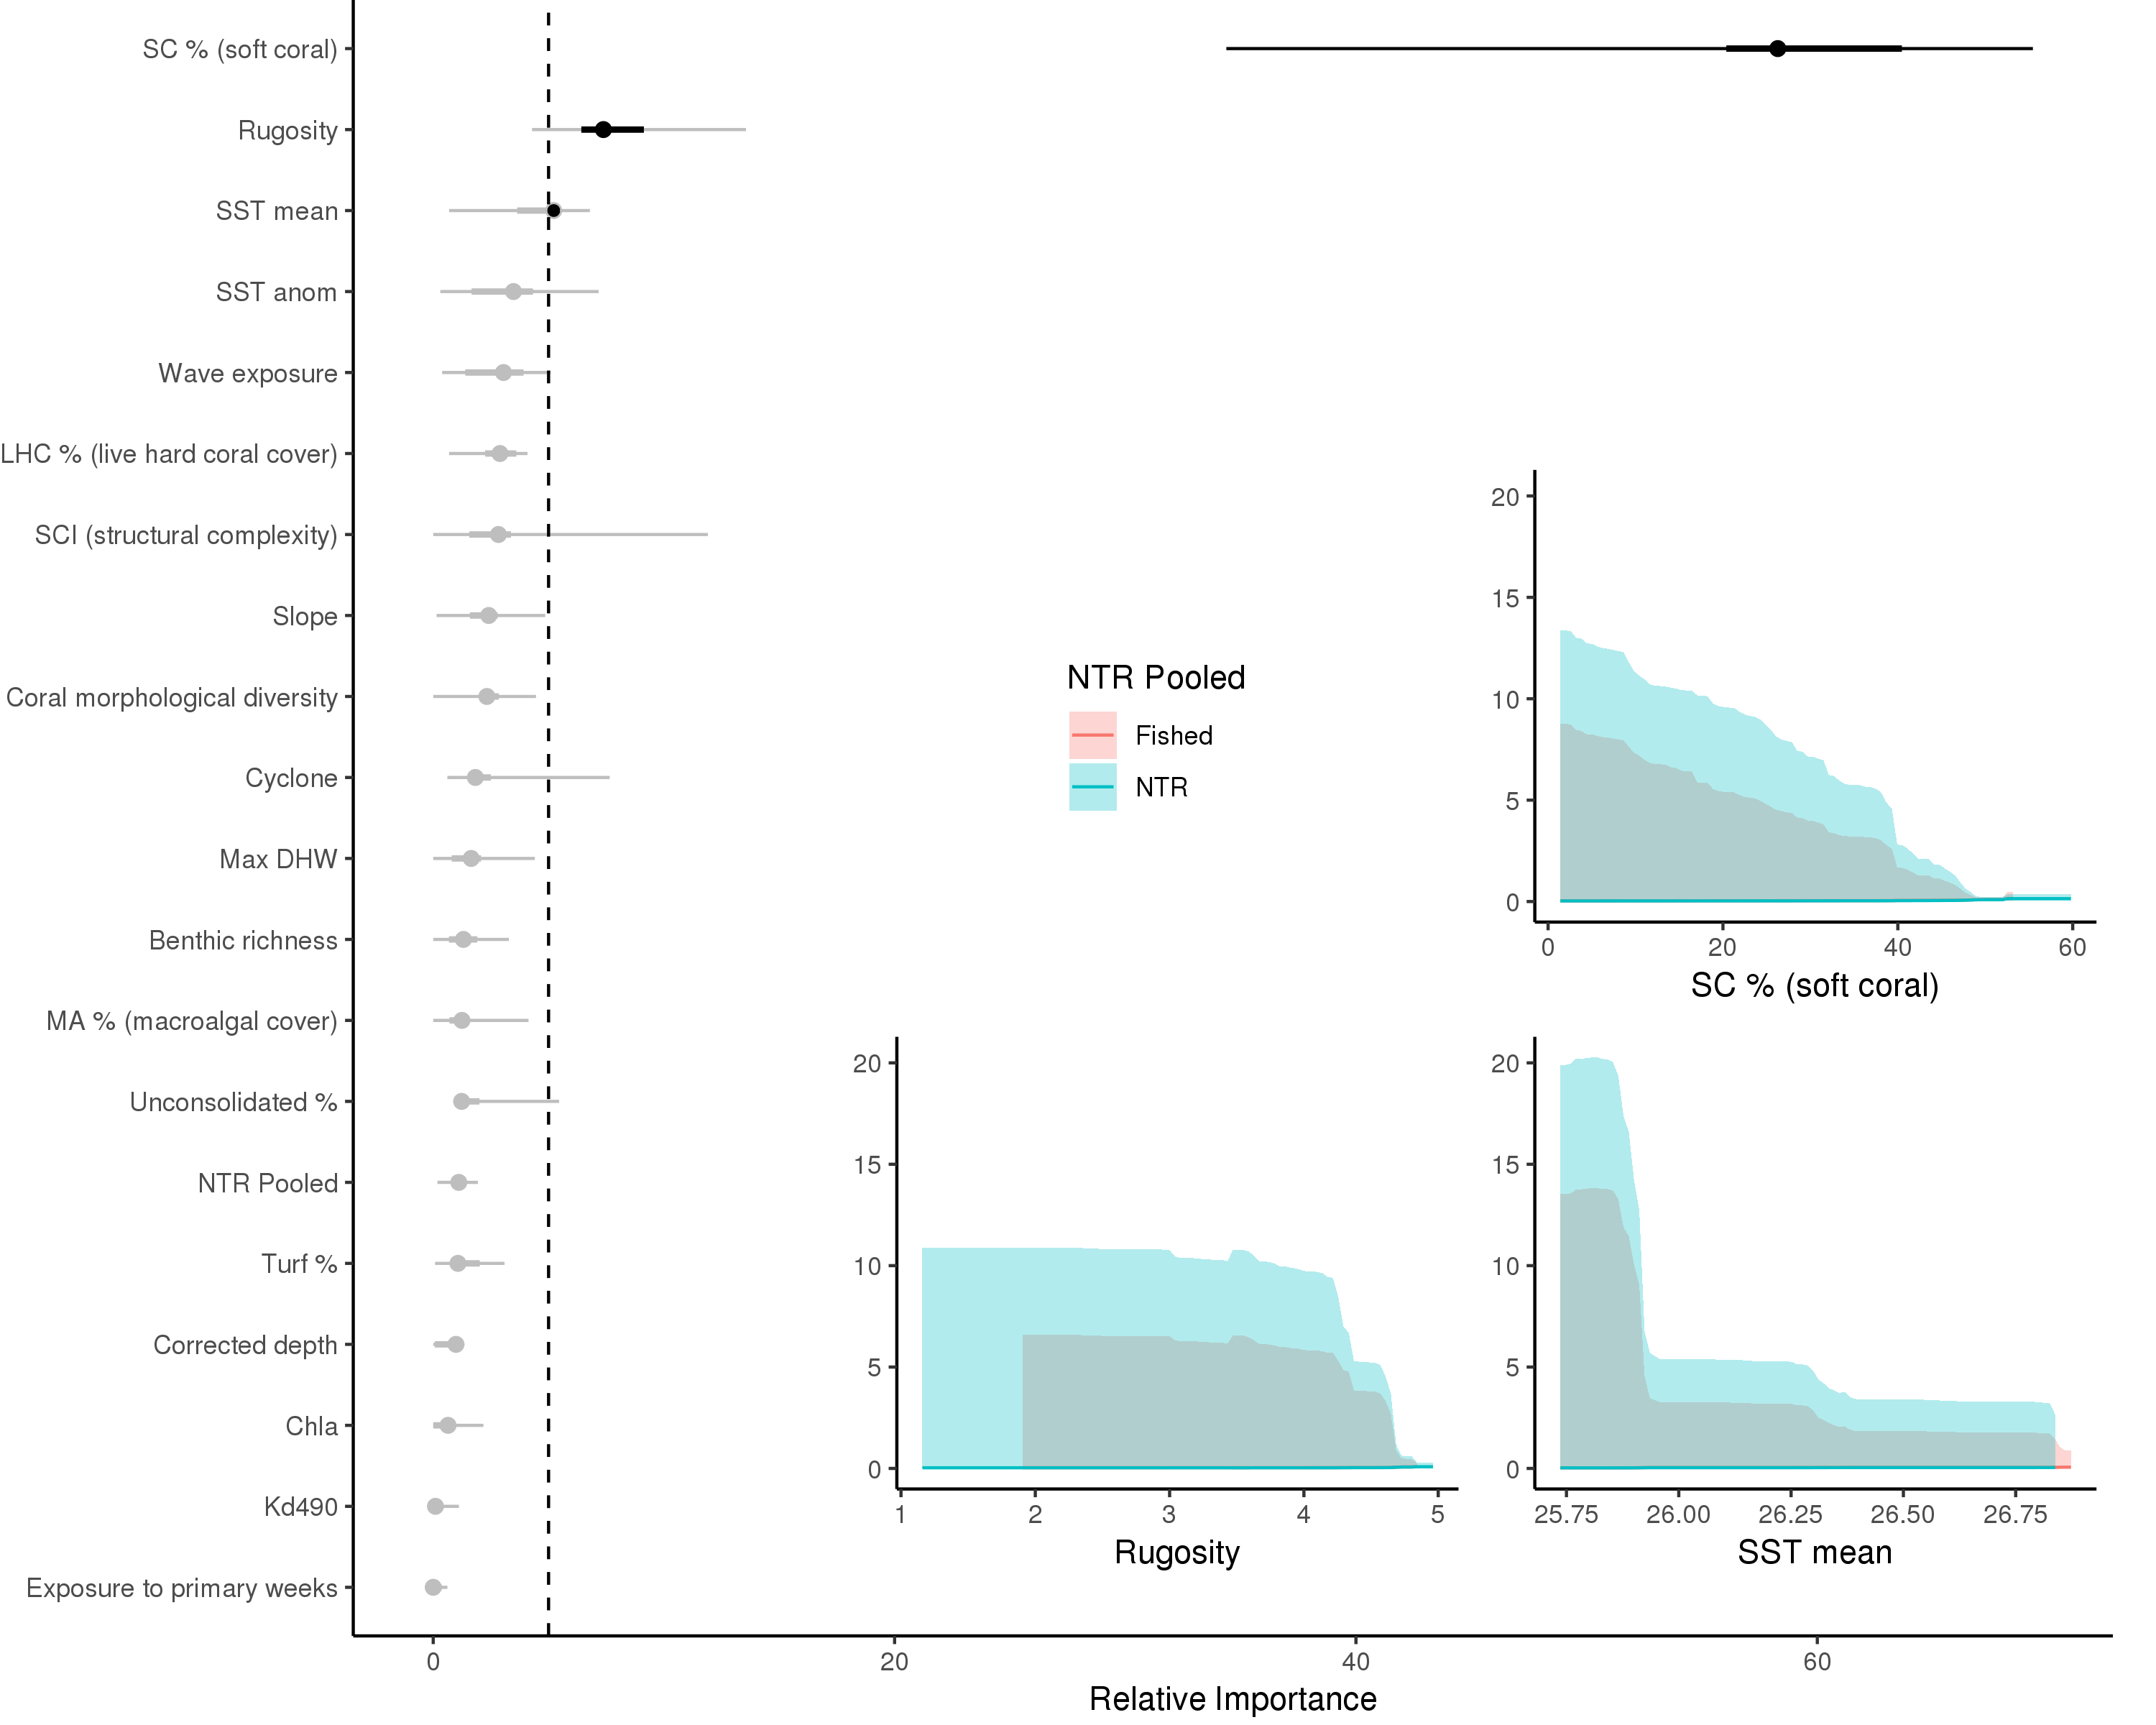 SC % (soft coral)
Rugosity
SST mean
SST anom
Wave exposure
LHC % (live hard coral cover)
SCI (structural complexity)
Slope
Coral morphological diversity
Cyclone
Max DHW
Benthic richness
MA % (macroalgal cover)
Unconsolidated %
NTR Pooled
Turf %
Corrected depth
Chla
Kd490
Exposure to primary weeks
0 20 40 60
Relative Importance
NTR Pooled
Fished
NTR
20
15
10
5
0
0 20 40 60
SC % (soft coral)
20
15
10
5
0
1 2 3 4 5
Rugosity
20
15
10
5
0
25.75 26.00 26.25 26.50 26.75
SST mean